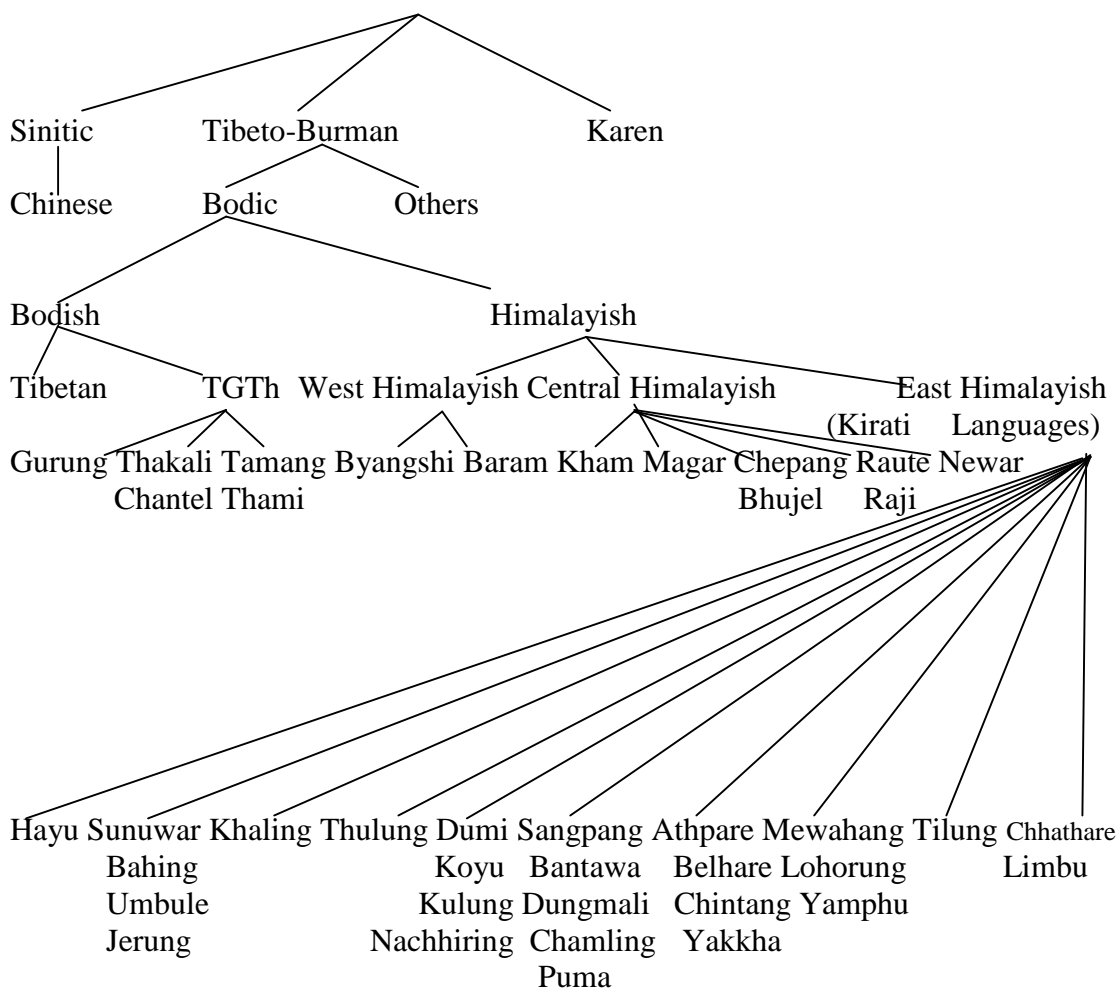 Sinitic Tibeto-Burman Karen
Chinese Bodic Others
Bodish Himalayish
Tibetan TGTh West Himalayish Central Himalayish East Himalayish
(Kirati Languages)
Gurung Thakali Tamang Byangshi Baram Kham Magar Chepang Raute Newar
Chantel Thami Bhujel Raji
Hayu Sunuwar Khaling Thulung Dumi Sangpang Athpare Mewahang Tilung Chhathare
Bahing Koyu Bantawa Belhare Lohorung Limbu
Umbule Kulung Dungmali Chintang Yamphu
Jerung Nachhiring Chamling Yakkha
Puma